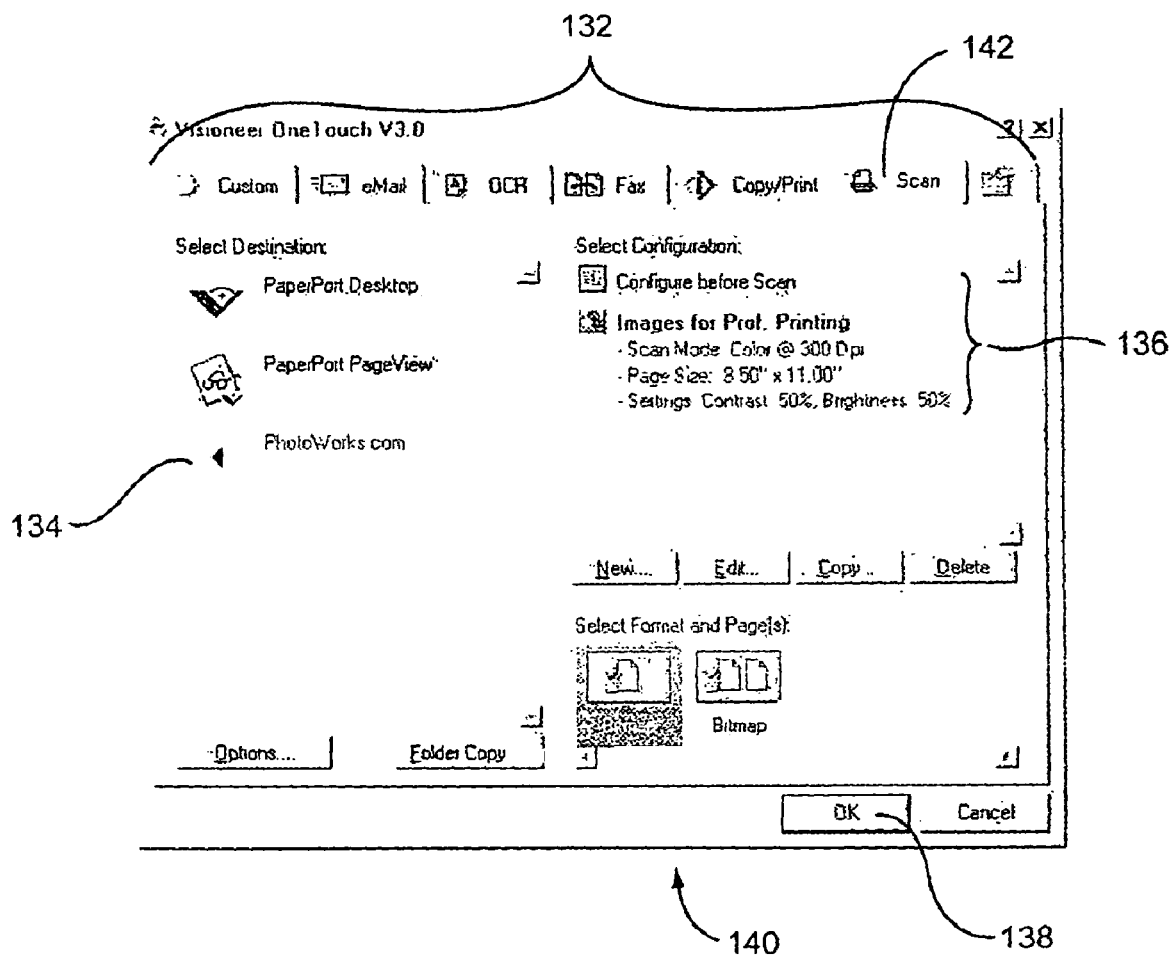 132
142
Visioneer OneTouch V3.0
Custom eMail OCR Fax Copy/Print Scan
Select Destination:
Select Configuration:
PaperPort Desktop
Configure before Scan
Images for Prof. Printing
- Scan Mode: Color @ 300 Dpi
136
PaperPort PageView
- Page Size: 8.50" x 11.00"
- Settings: Contrast: 50%, Brightness: 50%
PhotoWorks.com
134
New... Edit... Copy... Delete
Select Format and Page(s):
Bitmap
Options... Folder Copy
OK Cancel
140
138